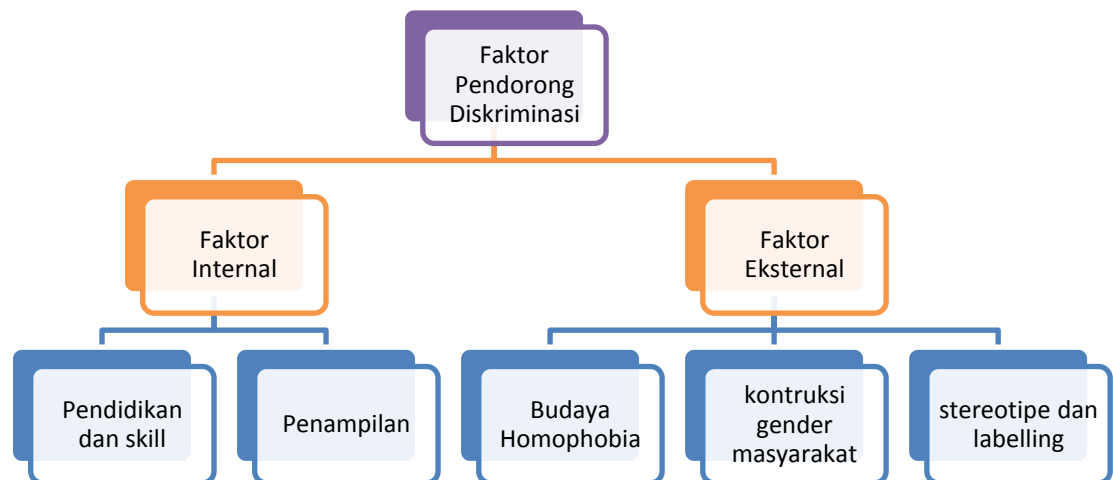 Faktor
Pendorong
Diskriminasi
Faktor
Internal
Faktor
Eksternal
Pendidikan
dan skill
Penampilan
Budaya
Homophobia
kontruksi
gender
masyarakat
stereotipe dan
labelling